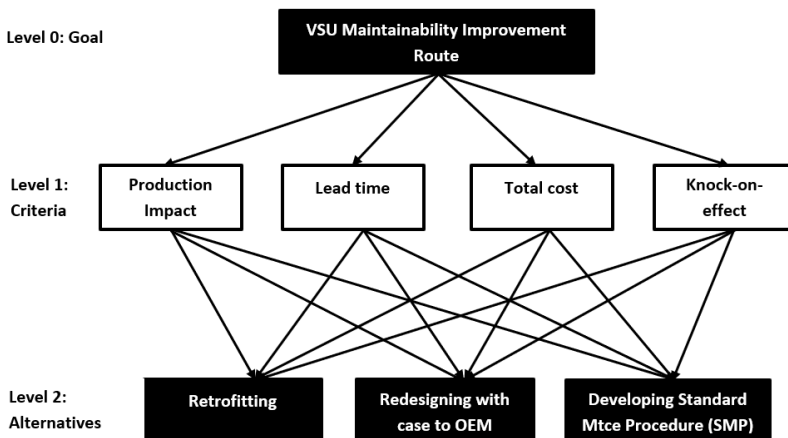 Level 0: Goal
VSU Maintainability Improvement
Route
Level 1:
Criteria
Production
Impact
Lead time
Total cost
Knock-on-
effect
Level 2:
Alternatives
Retrofitting
Redesigning with
case to OEM
Developing Standard
Mtce Procedure (SMP)